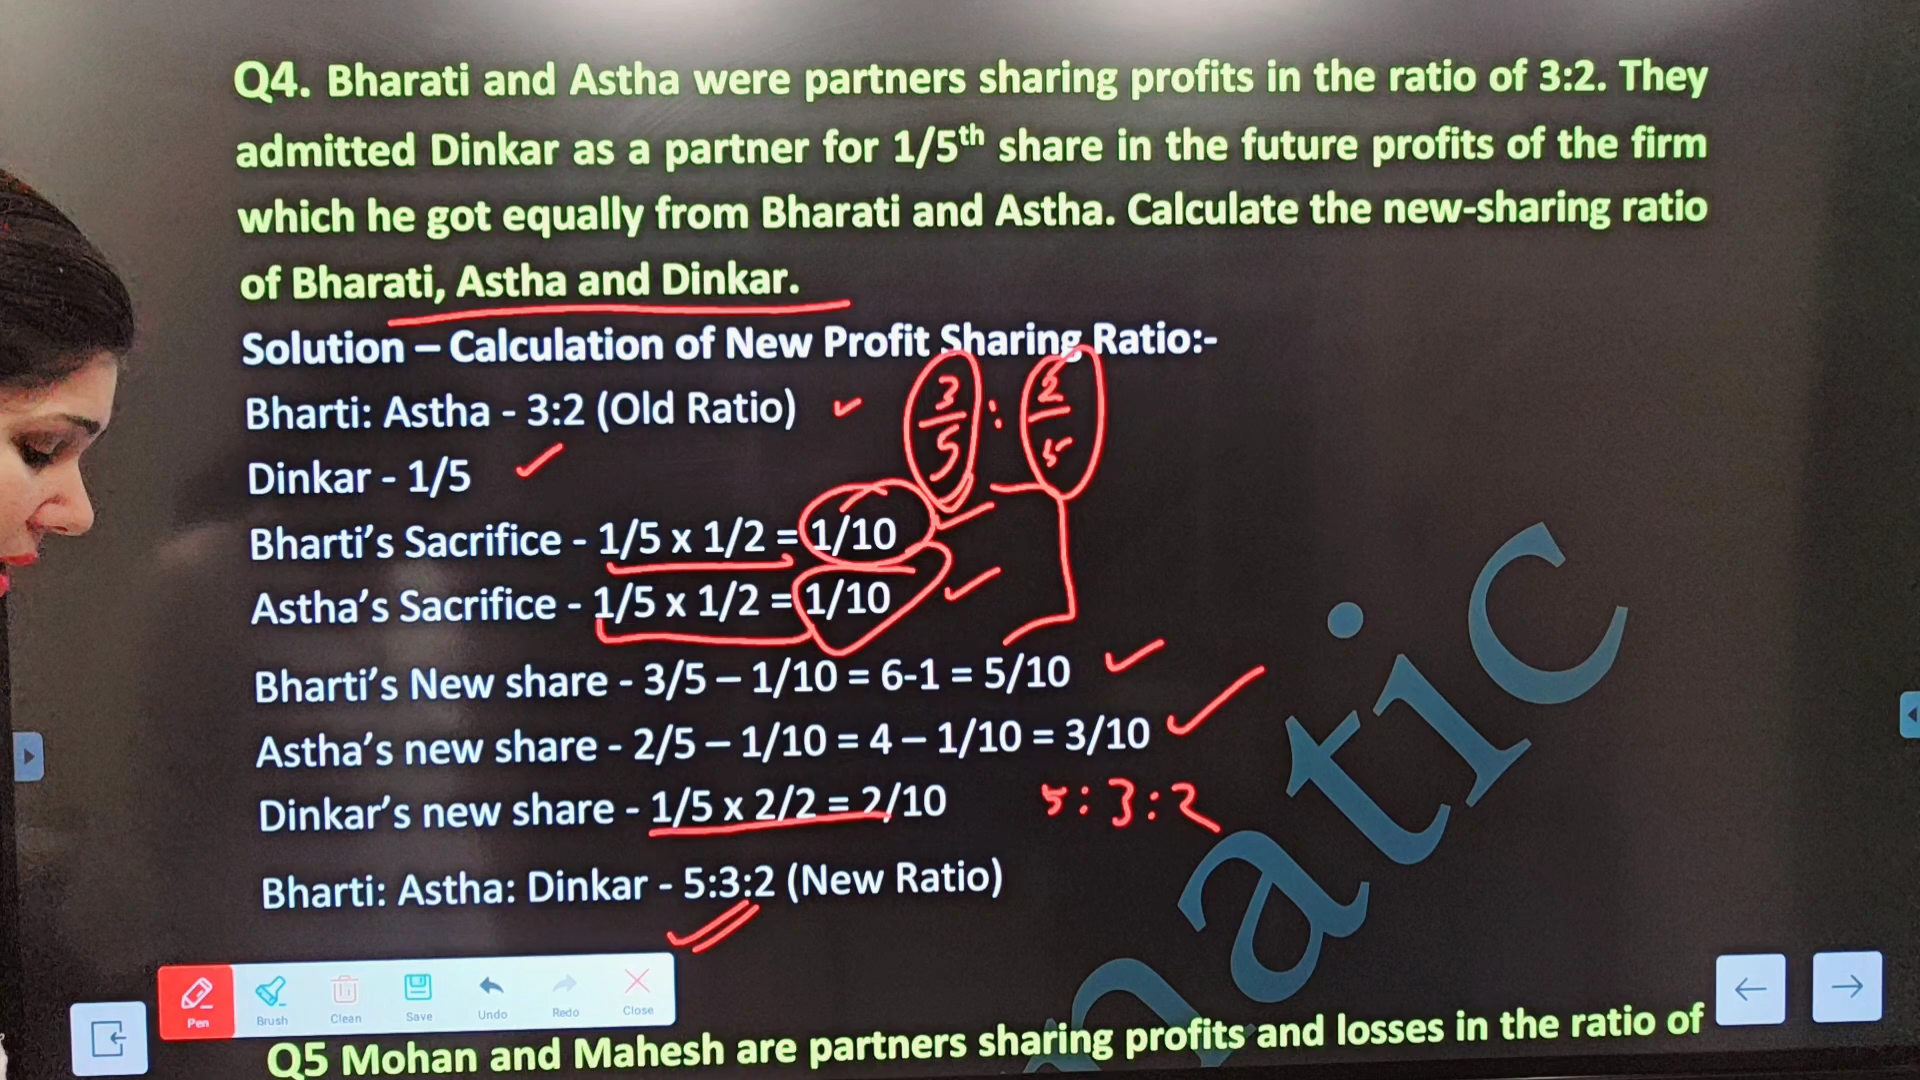 Q4. Bharati and Astha were partners sharing profits in the ratio of 3:2. They
admitted Dinkar as a partner for 1/5th share in the future profits of the firm
which he got equally from Bharati and Astha. Calculate the new-sharing ratio
of Bharati, Astha and Dinkar.
Solution – Calculation of New Profit Sharing Ratio:-
Bharti: Astha - 3:2 (Old Ratio)
3/5 : 2/5
Dinkar - 1/5
Bharti's Sacrifice - 1/5 x 1/2 = 1/10
Astha's Sacrifice - 1/5 x 1/2 = 1/10
Bharti's New share - 3/5 – 1/10 = 6-1 = 5/10
Astha's new share - 2/5 – 1/10 = 4 – 1/10 = 3/10
Dinkar's new share - 1/5 x 2/2 = 2/10
5:3:2
Bharti: Astha: Dinkar - 5:3:2 (New Ratio)
natic
Pen Brush Clean Save Undo Redo Close
Q5 Mohan and Mahesh are partners sharing profits and losses in the ratio of